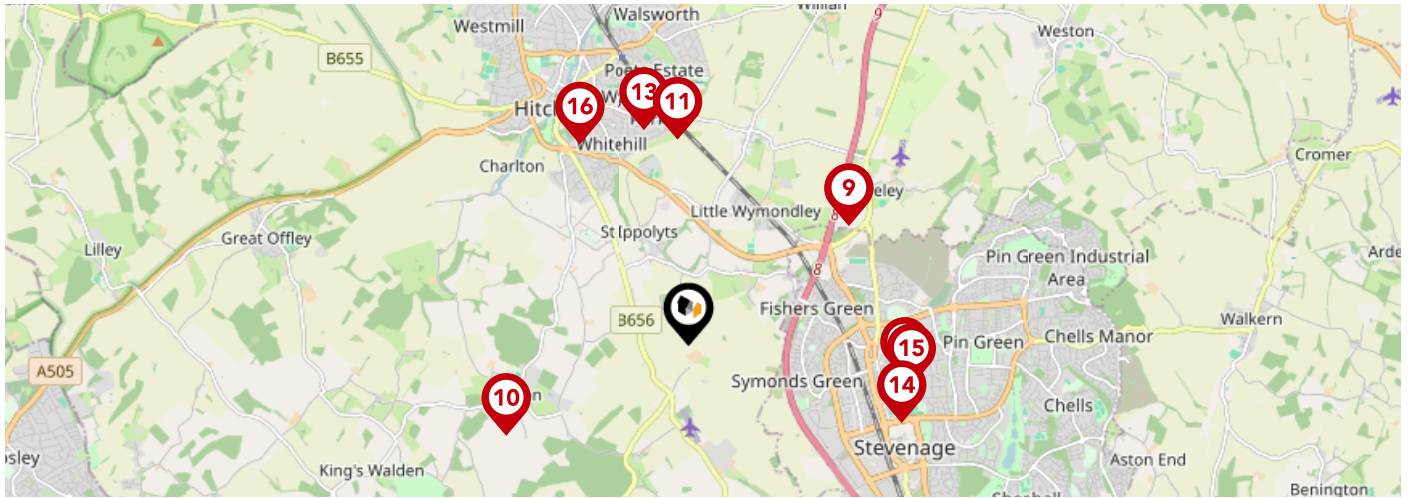 Walsworth
Westmill
9
Weston
B655
Estate
13
11
16
Whitehill
Charlton
Cromer
9
Little Wymondley
St Ippolyts
Great Offley
Lilley
8
Pin Green Industrial
Area
Fishers Green
B656
Walkern
Chells Manor
Pin Green
15
A505
Symonds Green
14
10
Chells
Stevenage
King's Walden
Aston End
Benington